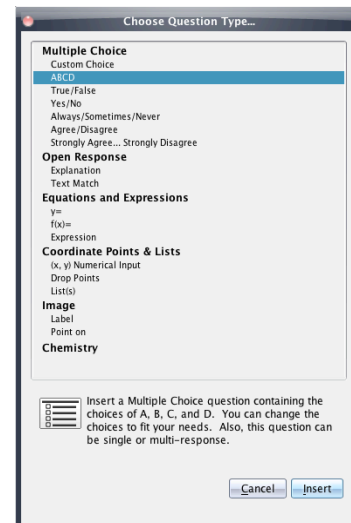 Choose Question Type...
Multiple Choice
Custom Choice
ABCD
True/False
Yes/No
Always/Sometimes/Never
Agree/Disagree
Strongly Agree... Strongly Disagree
Open Response
Explanation
Text Match
Equations and Expressions
y=
f(x)=
Expression
Coordinate Points & Lists
(x, y) Numerical Input
Drop Points
List(s)
Image
Label
Point on
Chemistry
Insert a Multiple Choice question containing the
choices of A, B, C, and D. You can change the
choices to fit your needs. Also, this question can
be single or multi-response.
Cancel Insert